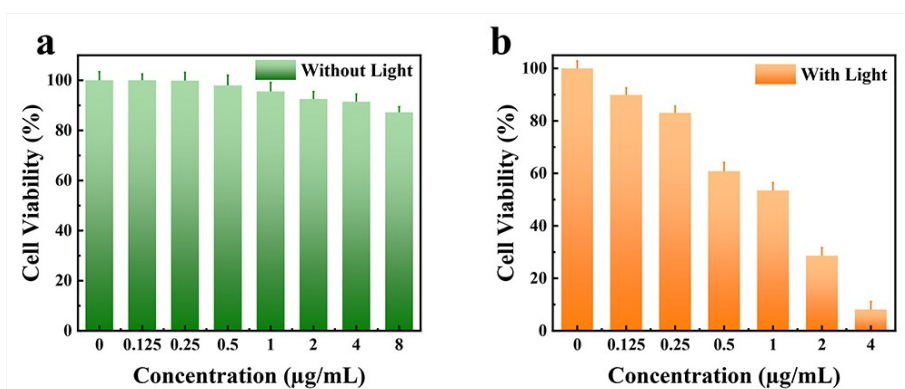 a
Without Light
Cell Viability (%)
100
80
60
40
20
0
0 0.125 0.25 0.5 1 2 4 8
Concentration (μg/mL)
b
With Light
Cell Viability (%)
100
80
60
40
20
0
0 0.125 0.25 0.5 1 2 4
Concentration (μg/mL)